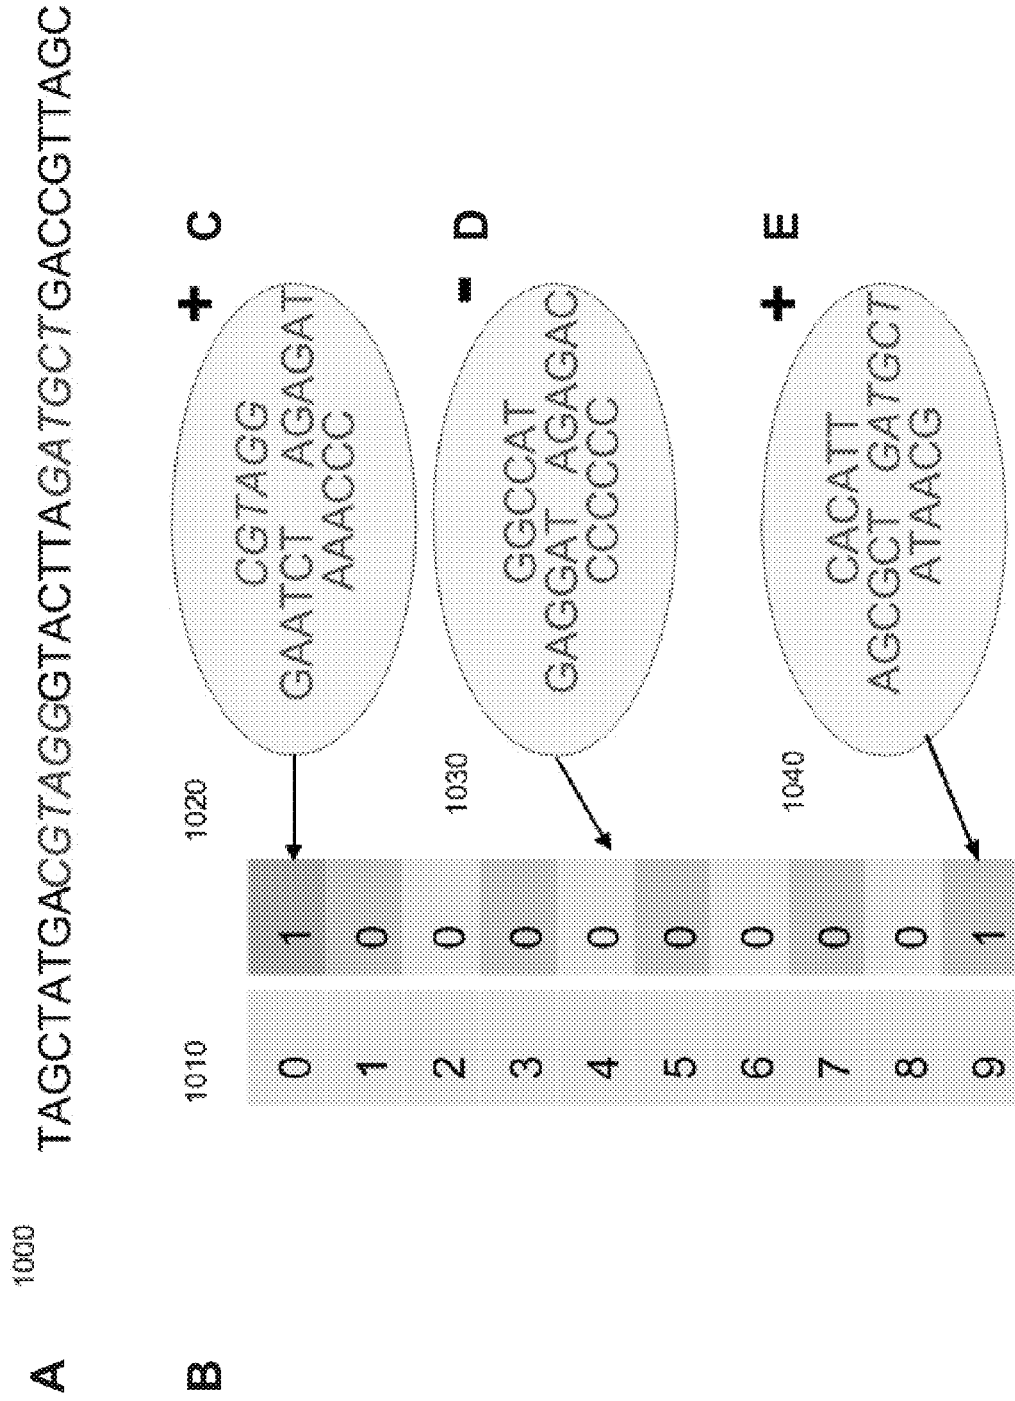 1000
A TAGCTATGACGTAGGGTACTTAGATGCTGACCGTTAGC
B 1010 1020 + C
CGTAGG
0 1 GAATCT AGAGAT
AAACCC
1 0
2 0 1030 - D
3 0 GGCCAT
GAGGAT AGAGAC
4 0 CCCCCC
5 0
6 0
1040 + E
7 0 CACATT
AGCGCT GATGCT
8 0 ATAACG
9 1